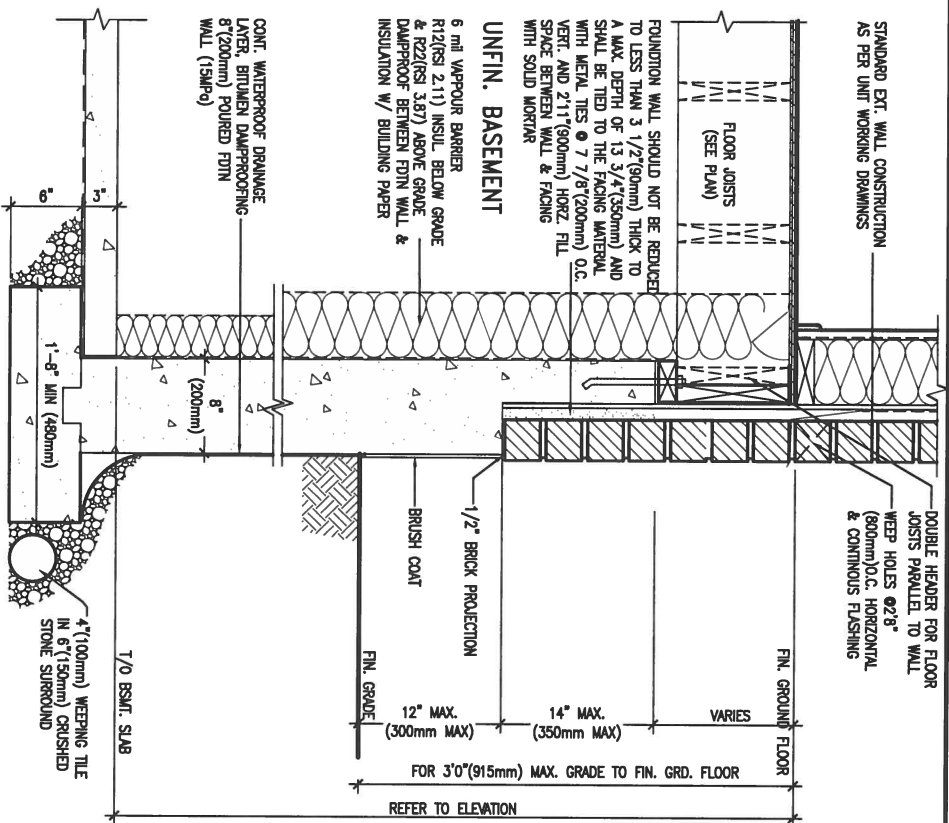 STANDARD EXT. WALL CONSTRUCTION
AS PER UNIT WORKING DRAWINGS
FLOOR JOISTS
(SEE PLAN)
FOUNDTION WALL SHOULD NOT BE REDUCED
TO LESS THAN 3 1/2"(90mm) THICK TO
A MAX. DEPTH OF 13 3/4"(350mm) AND
SHALL BE TIED TO THE FACING MATERIAL
WITH METAL TIES @ 7 7/8"(200mm) O.C.
VERT. AND 2'11"(900mm) HORZ. FILL
SPACE BETWEEN WALL & FACING
WITH SOLID MORTAR
UNFIN. BASEMENT
6 mil VAPOUR BARRIER
R12(RSI 2.11) INSUL BELOW GRADE
& R22(RSI 3.87) ABOVE GRADE
DAMPPROOF BETWEEN FDTN WALL &
INSULATION W/ BUILDING PAPER
CONT. WATERPROOF DRAINAGE
LAYER, BITUMEN DAMPPROOFING
8"(200mm) POURED FDTN
WALL (15MPa)
6"
3"
8"
(200mm)
1'-8" MIN (480mm)
DOUBLE HEADER FOR FLOOR
JOISTS PARALLEL TO WALL
WEEP HOLES @2'8"
(800mm)O.C. HORIZONTAL
& CONTINOUS FLASHING
1/2" BRICK PROJECTION
BRUSH COAT
FIN. GROUND FLOOR
VARIES
14" MAX.
(350mm MAX)
12" MAX.
(300mm MAX)
FIN. GRADE
FOR 3'0"(915mm) MAX. GRADE TO FIN. GRD. FLOOR
REFER TO ELEVATION
T/O BSMT. SLAB
4"(100mm) WEEPING TILE
IN 6"(150mm) CRUSHED
STONE SURROUND